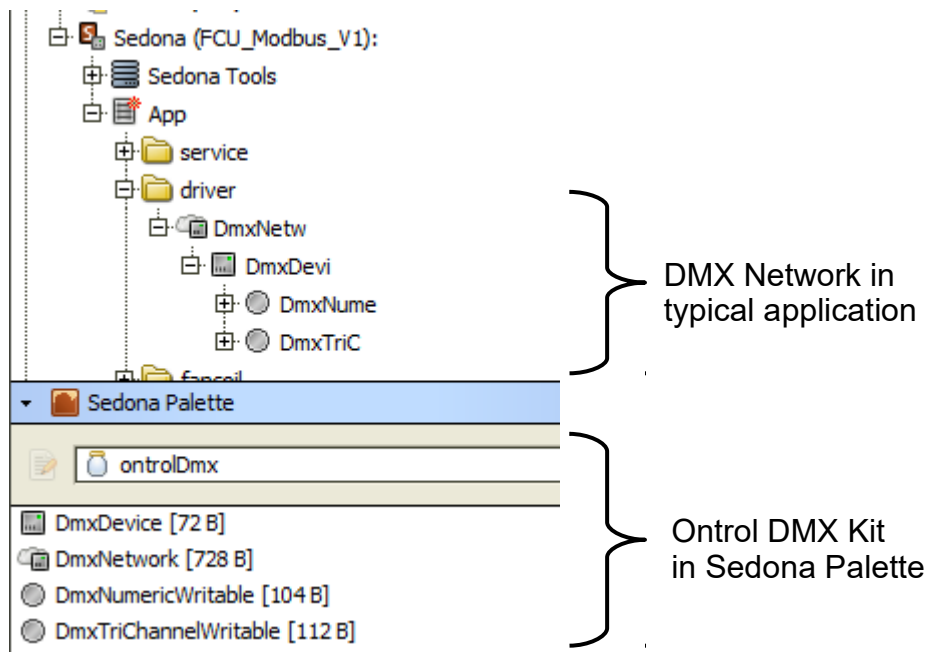 Sedona (FCU_Modbus_V1):
Sedona Tools
App
service
driver
DmxNetw
DmxDevi
DmxNume
DmxTriC
DMX Network in
typical application
Sedona Palette
ontrolDmx
DmxDevice [72 B]
DmxNetwork [728 B]
DmxNumericWritable [104 B]
DmxTriChannelWritable [112 B]
Ontrol DMX Kit
in Sedona Palette